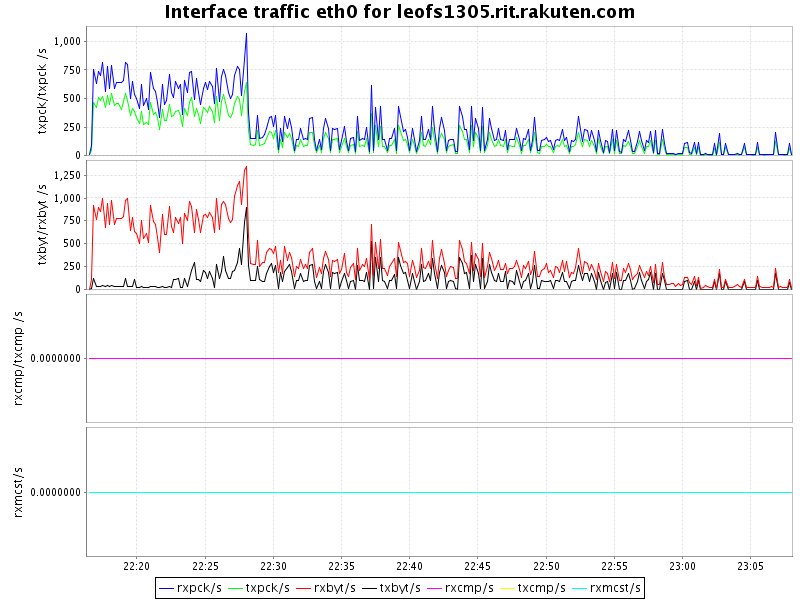 Interface traffic eth0 for leofs1305.rit.rakuten.com
txpck/txpck /s
1,000
750
500
250
0
txbyt/rxbyt /s
1,250
1,000
750
500
250
0
rxcmp/txcmp /s
0.0000000
rxmcst/s
0.0000000
22:20 22:25 22:30 22:35 22:40 22:45 22:50 22:55 23:00 23:05
rxpck/s txpck/s rxbyt/s txbyt/s rxcmp/s txcmp/s rxmcst/s